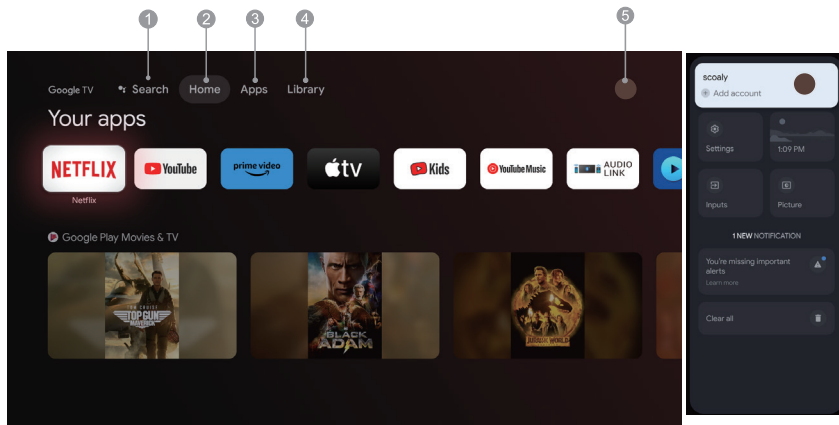 1 2 3 4 5
Google TV Search Home Apps Library
Your apps
NETFLIX YouTube prime video tv Kids YouTube Music AUDIO LINK
Netflix
Google Play Movies & TV
TOM CRUISE
TOP GUN
MAVERICK
BLACK
ADAM
JURASSIC WORLD
scoaly
Add account
Settings 1:09 PM
Inputs Picture
1 NEW NOTIFICATION
You're missing important
alerts
Learn more
Clear all